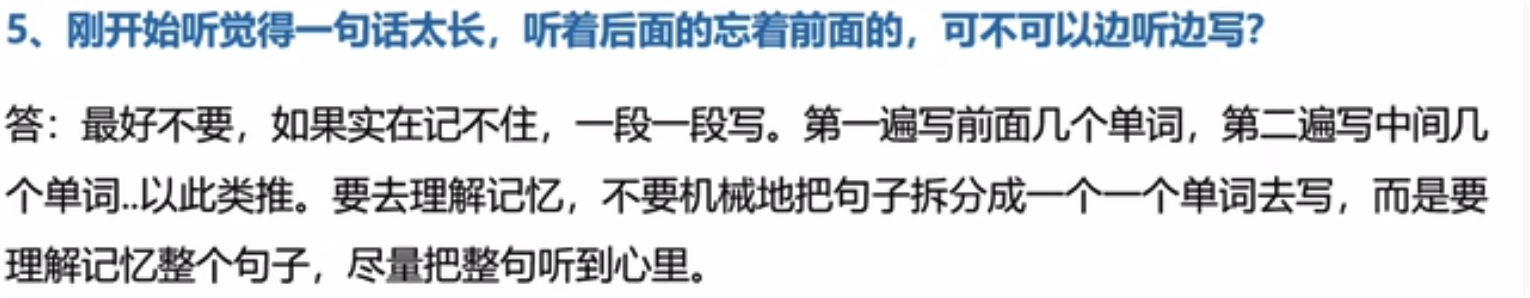 5、刚开始听觉得一句话太长，听着后面的忘着前面的，可不可以边听边写？
答：最好不要，如果实在记不住，一段一段写。第一遍写前面几个单词，第二遍写中间几
个单词..以此类推。要去理解记忆，不要机械地把句子拆分成一个一个单词去写，而是要
理解记忆整个句子，尽量把整句听到心里。